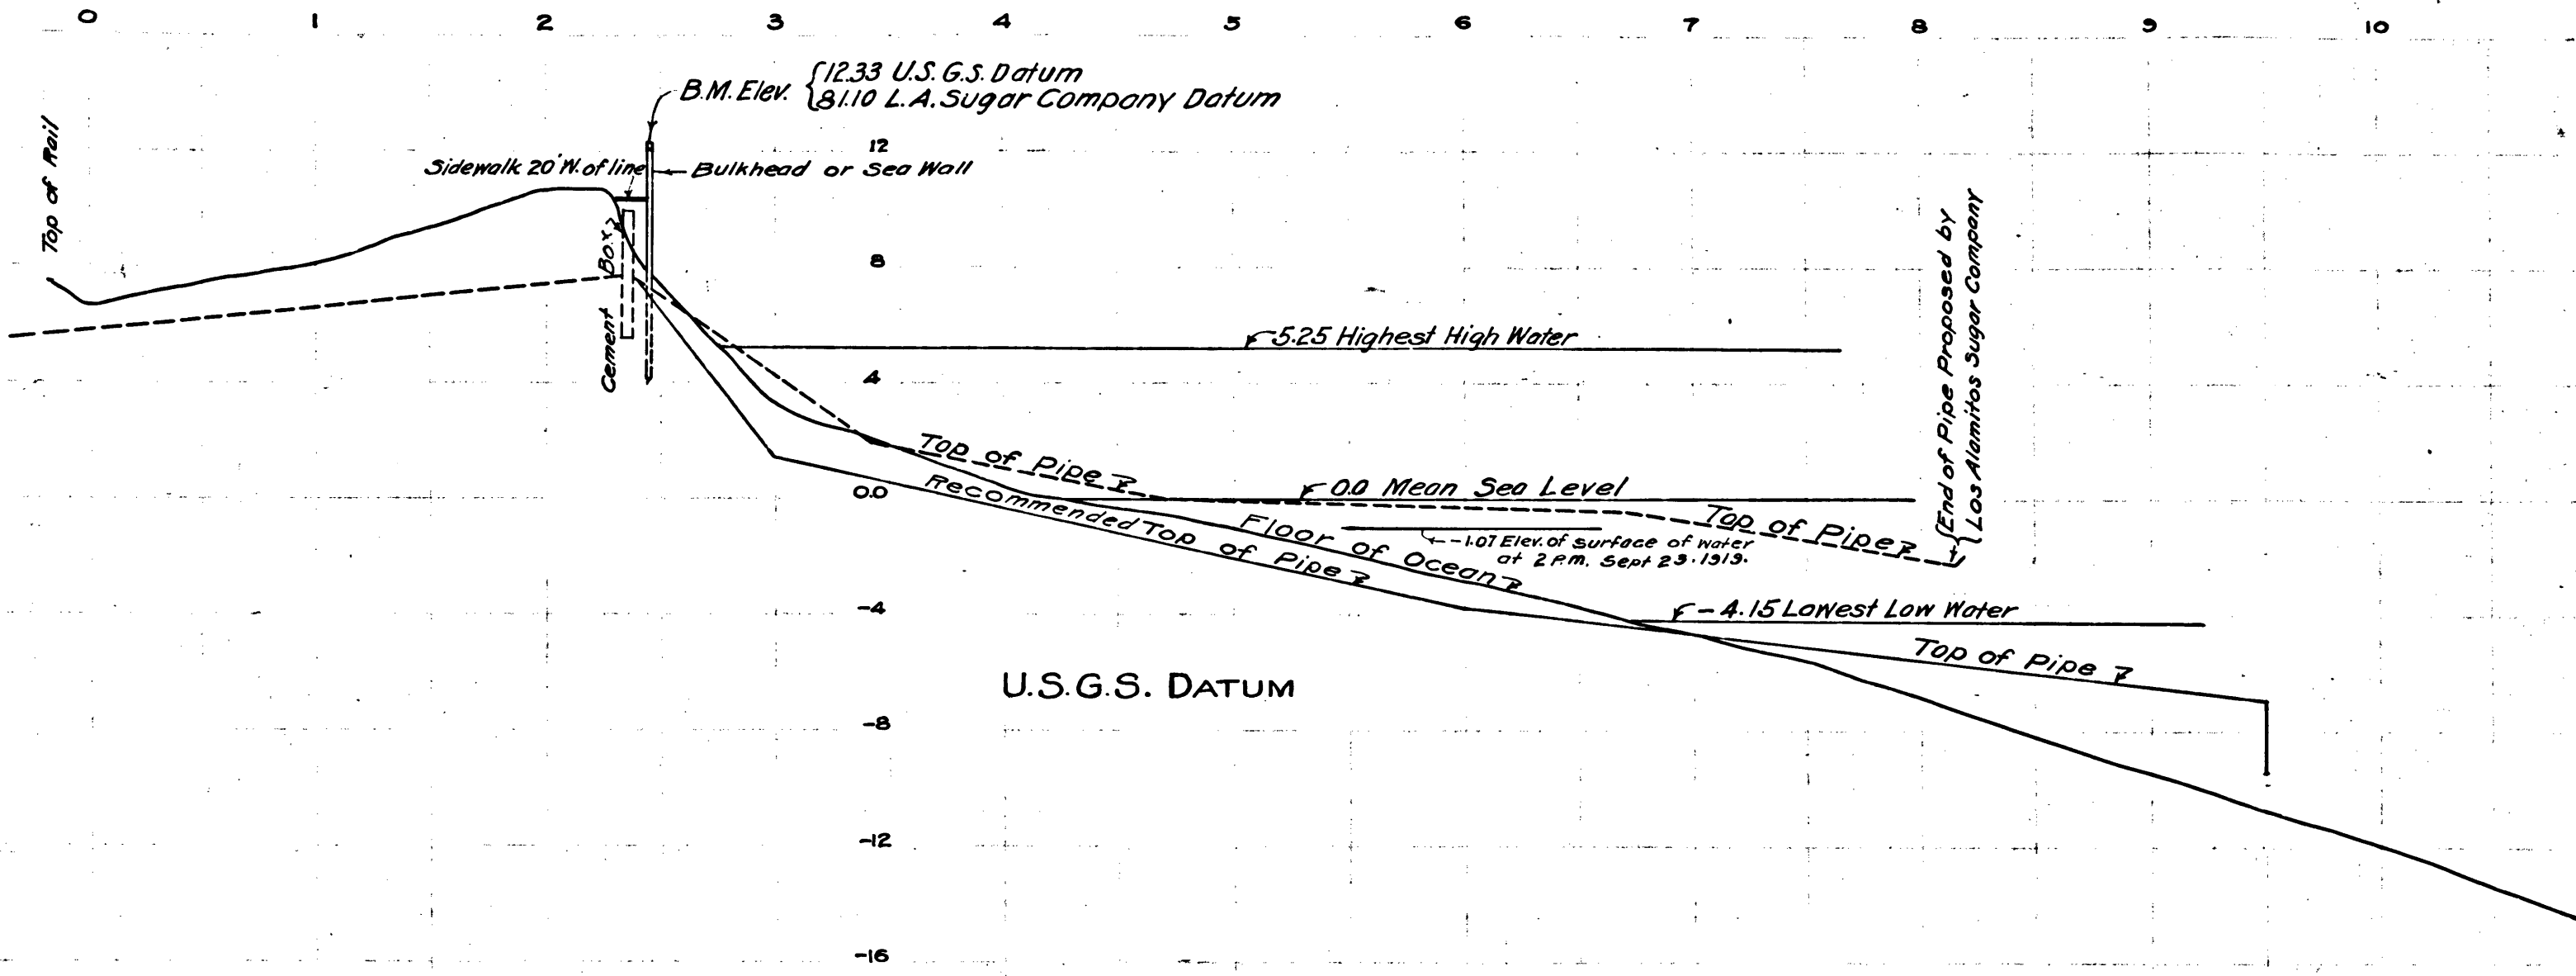 0 1 2 3 4 5 6 7 8 9 10
B.M. Elev. {12.33 U.S.G.S. Datum
81.10 L.A. Sugar Company Datum
Top of Rail
12
Sidewalk 20' N. of line
Bulkhead or Sea Wall
Cement Box
8
End of Pipe Proposed by
Los Alamitos Sugar Company
5.25 Highest High Water
4
Top of Pipe
0.0
0.0 Mean Sea Level
Recommended Top of Pipe
Floor of Ocean
Top of Pipe
-1.07 Elev. of surface of water
at 2 P.M. Sept 23. 1919.
-4
-4.15 Lowest Low Water
Top of Pipe
U.S.G.S. DATUM
-8
-12
-16